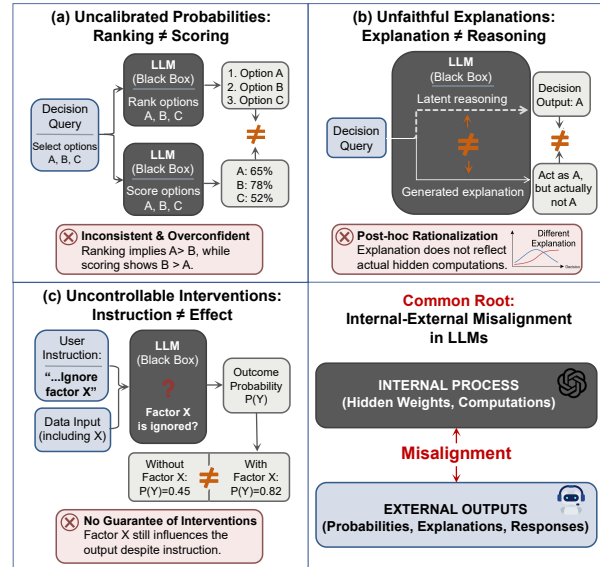 (a) Uncalibrated Probabilities:
Ranking ≠ Scoring
Decision
Query
Select options
A, B, C
LLM
(Black Box)
Rank options
A, B, C
1. Option A
2. Option B
3. Option C
≠
LLM
(Black Box)
Score options
A, B, C
A: 65%
B: 78%
C: 52%
Inconsistent & Overconfident
Ranking implies A> B, while
scoring shows B > A.
(b) Unfaithful Explanations:
Explanation ≠ Reasoning
Decision
Query
LLM
(Black Box)
Latent reasoning
≠
Generated explanation
Decision
Output: A
≠
Act as A,
but actually
not A
Post-hoc Rationalization
Explanation does not reflect
actual hidden computations.
Different
Explanation
Decision
(c) Uncontrollable Interventions:
Instruction ≠ Effect
User
Instruction:
“...Ignore
factor X”
Data Input
(including X)
LLM
(Black Box)
?
Factor X
is ignored?
Outcome
Probability
P(Y)
Without
Factor X:
P(Y)=0.45
≠
With
Factor X:
P(Y)=0.82
No Guarantee of Interventions
Factor X still influences the
output despite instruction.
Common Root:
Internal-External Misalignment
in LLMs
INTERNAL PROCESS
(Hidden Weights, Computations)
Misalignment
EXTERNAL OUTPUTS
(Probabilities, Explanations, Responses)